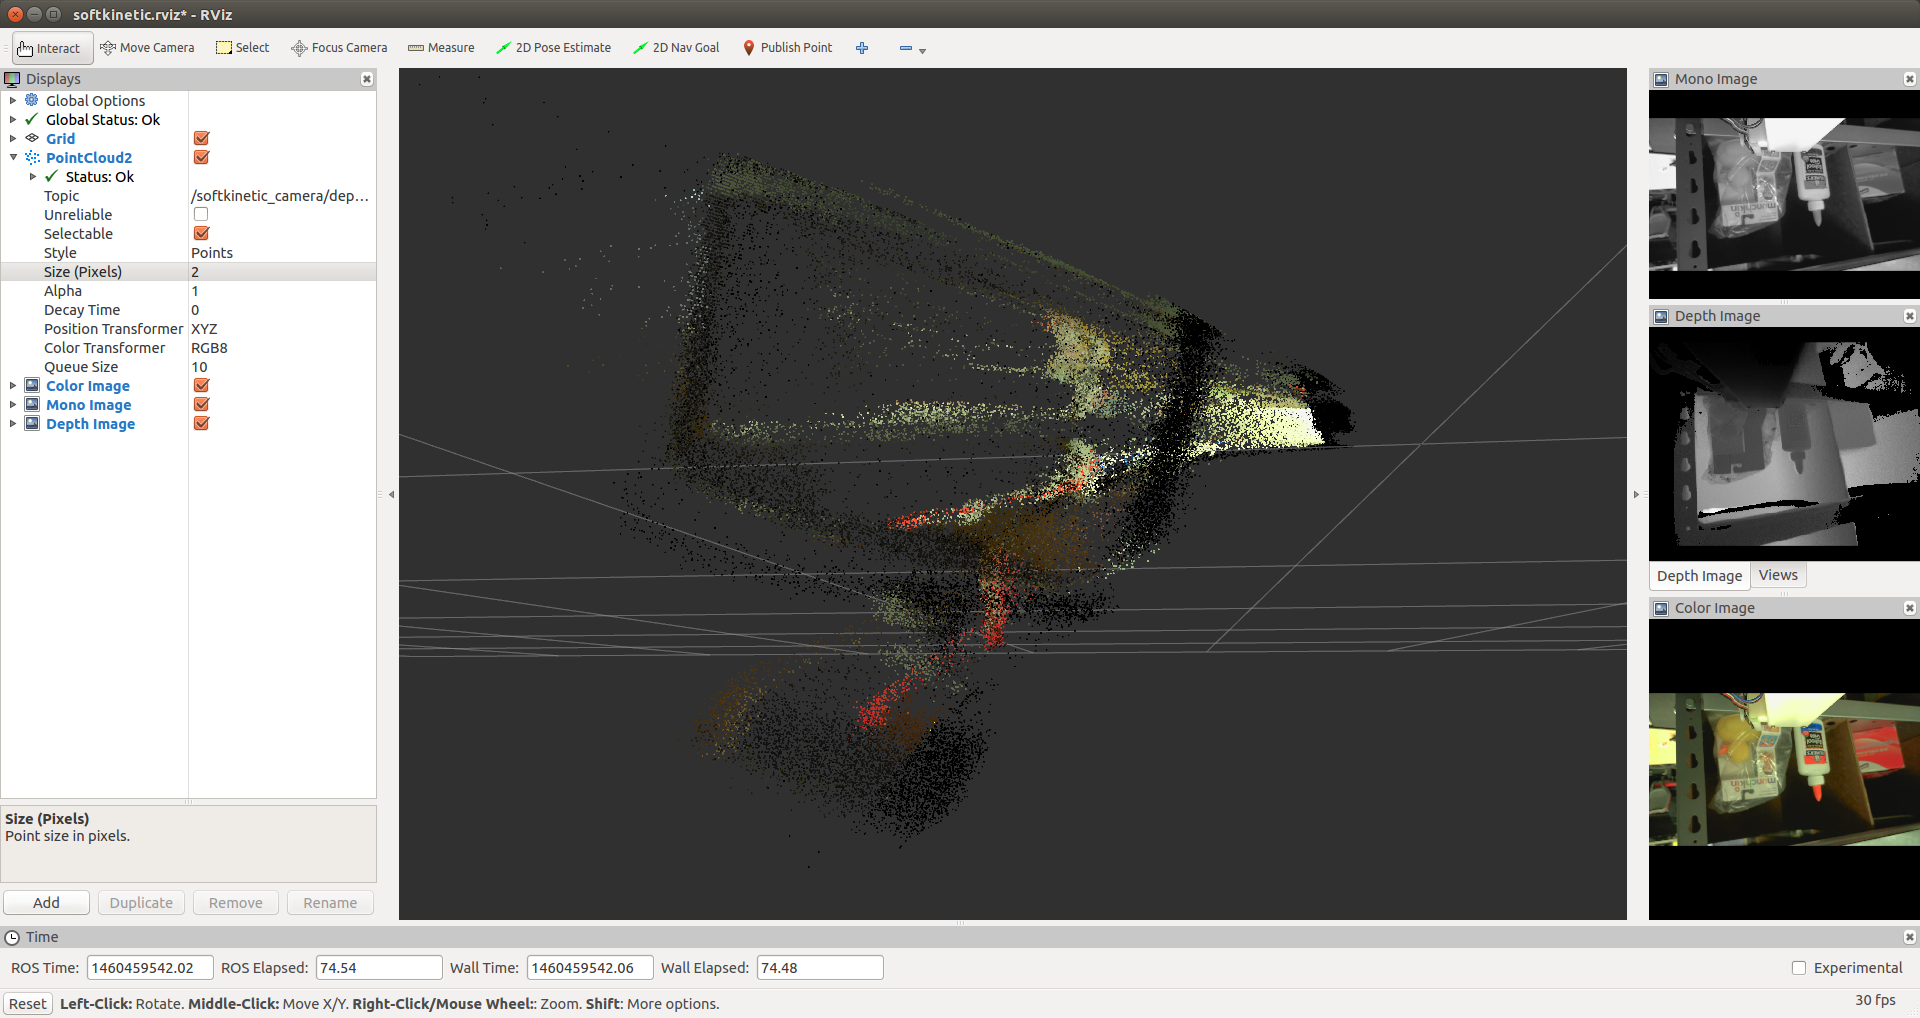 softkinetic.rviz* - RViz
Interact Move Camera Select Focus Camera Measure 2D Pose Estimate 2D Nav Goal Publish Point
Displays
Global Options
Global Status: Ok
Grid
PointCloud2
Status: Ok
Topic /softkinetic_camera/dep...
Unreliable
Selectable
Style Points
Size (Pixels) 2
Alpha 1
Decay Time 0
Position Transformer XYZ
Color Transformer RGB8
Queue Size 10
Color Image
Mono Image
Depth Image
Size (Pixels)
Point size in pixels.
Add Duplicate Remove Rename
Mono Image
munchkin
Depth Image
Depth Image Views
Color Image
munchkin
Time
ROS Time: 1460459542.02 ROS Elapsed: 74.54 Wall Time: 1460459542.06 Wall Elapsed: 74.48 Experimental
Reset Left-Click: Rotate. Middle-Click: Move X/Y. Right-Click/Mouse Wheel:: Zoom. Shift: More options. 30 fps